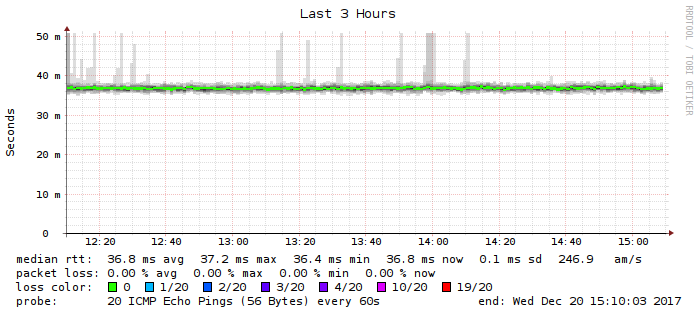 Last 3 Hours
RRDTOOL / TOBI OETIKER
Seconds
50 m
40 m
30 m
20 m
10 m
0
12:20 12:40 13:00 13:20 13:40 14:00 14:20 14:40 15:00
median rtt: 36.8 ms avg 37.2 ms max 36.4 ms min 36.8 ms now 0.1 ms sd 246.9 am/s
packet loss: 0.00 % avg 0.00 % max 0.00 % min 0.00 % now
loss color: 0 1/20 2/20 3/20 4/20 10/20 19/20
probe: 20 ICMP Echo Pings (56 Bytes) every 60s end: Wed Dec 20 15:10:03 2017